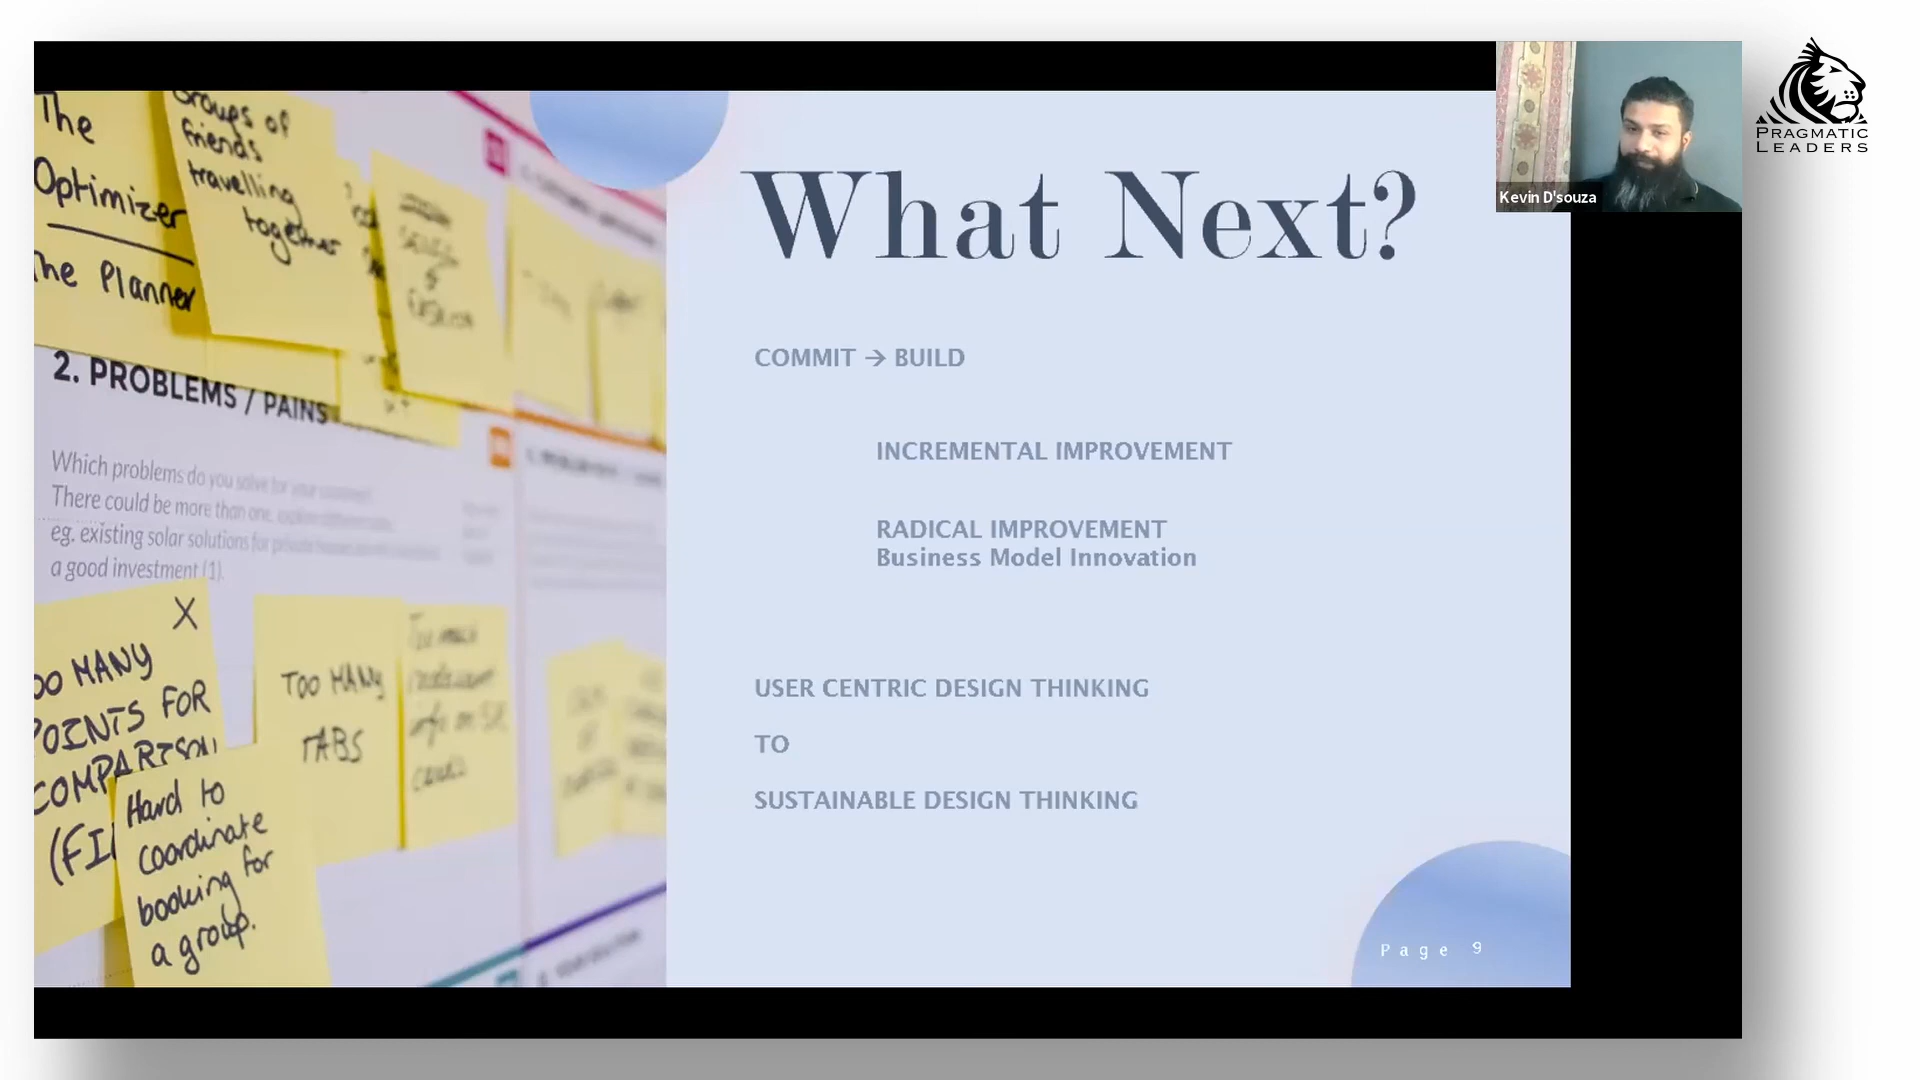 The
Optimizer
The Planner
Groups of
friends
travelling
together
2. PROBLEMS / PAINS
Which problems do you solve for your
There could be more than one,
eg. existing solar solutions for private
a good investment (1).
X
TOO MANY
POINTS FOR
COMPARISON
Hard to
coordinate
booking for
a group.
TOO MANY
TABS
What Next?
COMMIT → BUILD
INCREMENTAL IMPROVEMENT
RADICAL IMPROVEMENT
Business Model Innovation
USER CENTRIC DESIGN THINKING
TO
SUSTAINABLE DESIGN THINKING
Page 9
Kevin D'souza
PRAGMATIC
LEADERS